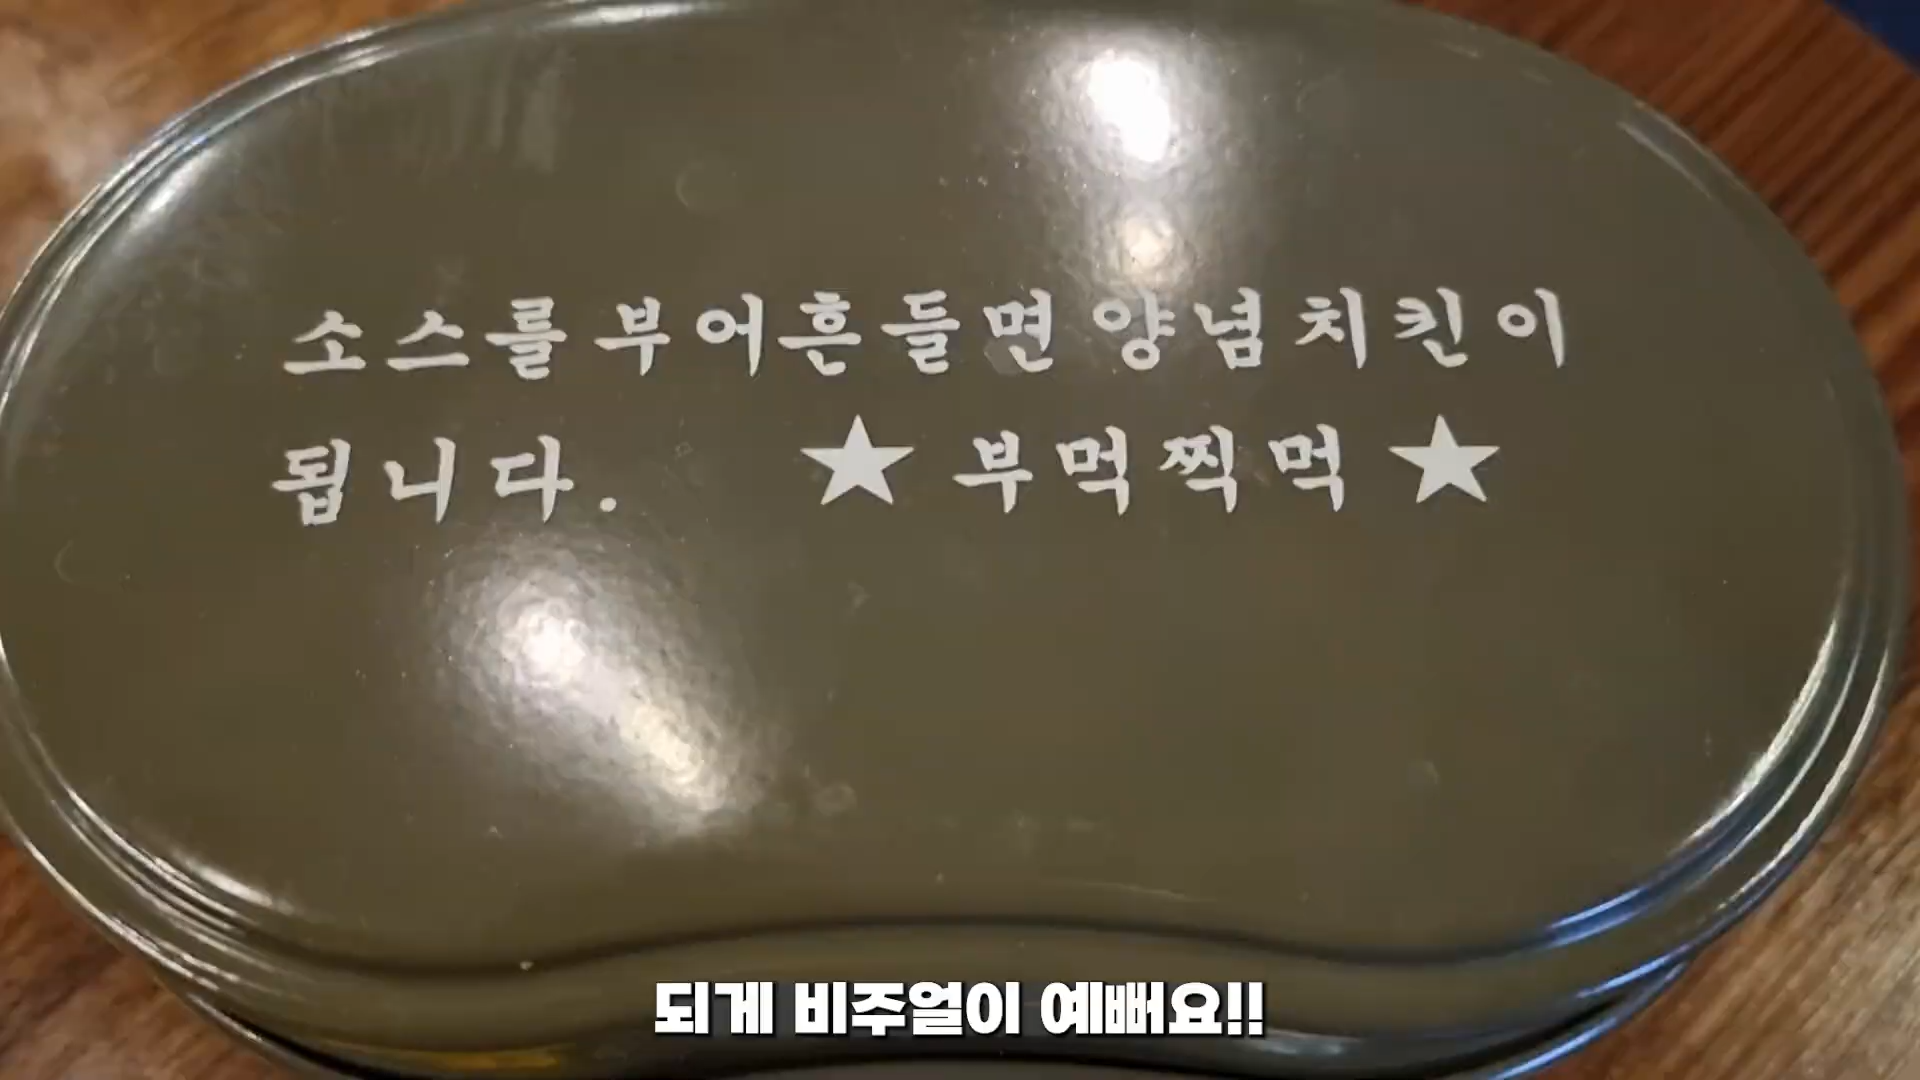 소스를 부어흔들면 양념치킨이
됩니다. ★ 부먹찍먹 ★
되게 비주얼이 예뻐요!!